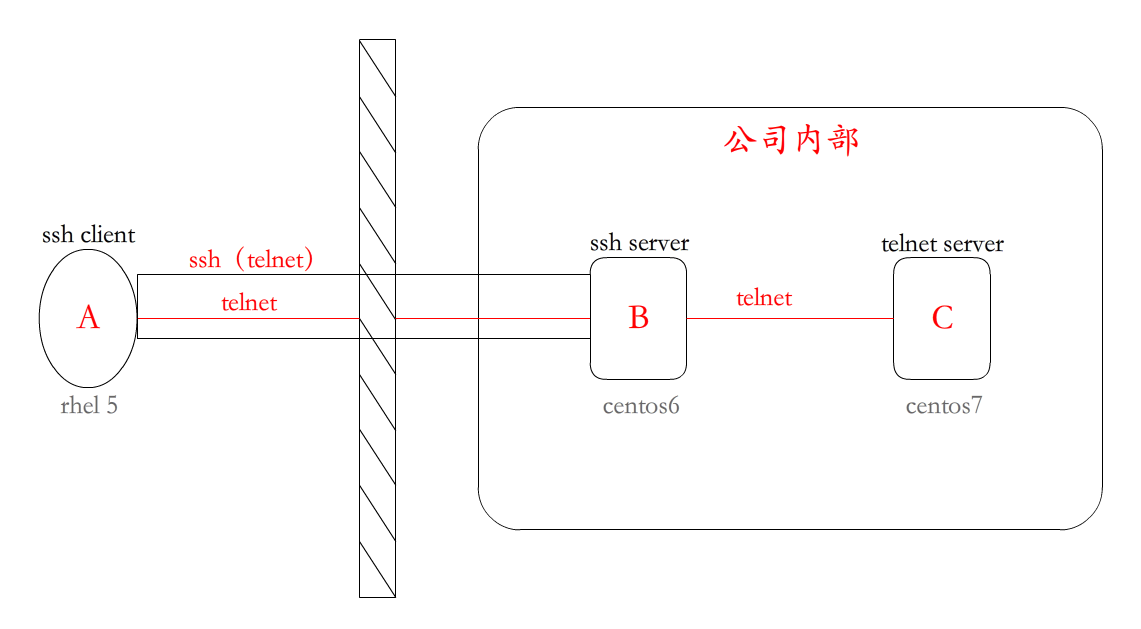 公司内部
ssh client
ssh server
telnet server
ssh（telnet）
telnet
telnet
A
B
C
rhel 5
centos6
centos7